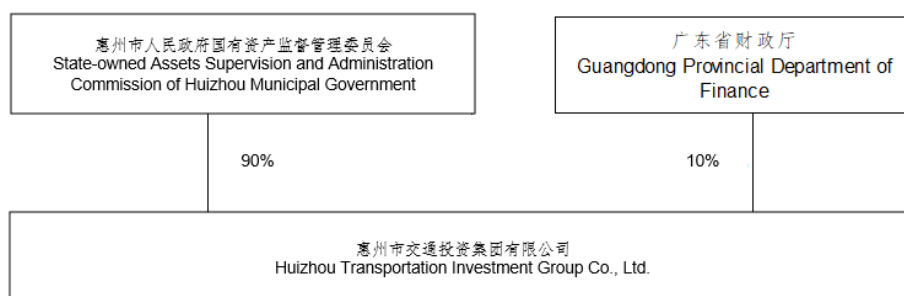 惠州市人民政府国有资产监督管理委员会
State-owned Assets Supervision and Administration
Commission of Huizhou Municipal Government
广东省财政厅
Guangdong Provincial Department of
Finance
90%
10%
惠州市交通投资集团有限公司
Huizhou Transportation Investment Group Co., Ltd.